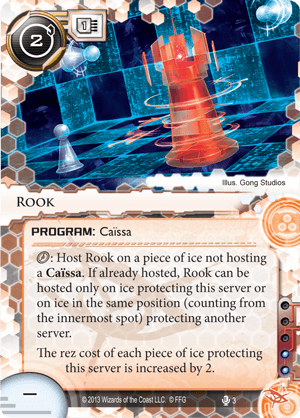 2
1
Illus. Gong Studios
Rook
PROGRAM: Caïssa
: Host Rook on a piece of ice not hosting
a Caïssa. If already hosted, Rook can be
hosted only on ice protecting this server or
on ice in the same position (counting from
the innermost spot) protecting another
server.
The rez cost of each piece of ice protecting
this server is increased by 2.
–
© 2013 Wizards of the Coast LLC. © FFG
3